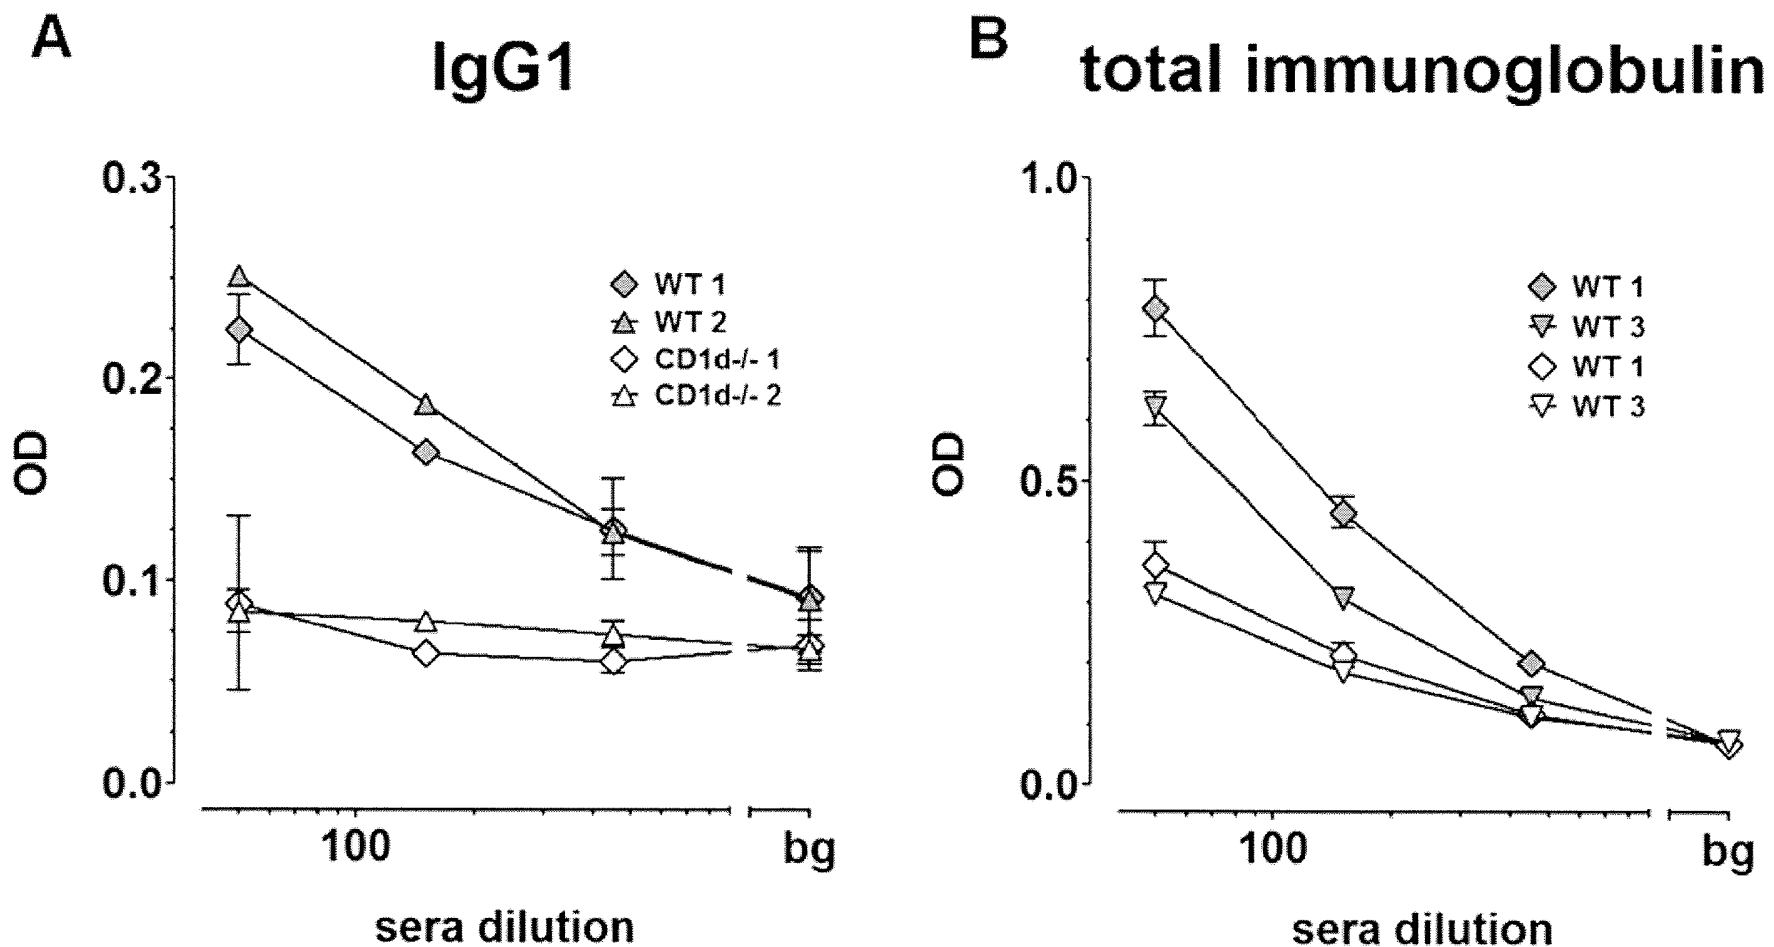 A
IgG1
0.3
0.2
0.1
0.0
OD
WT 1
WT 2
CD1d-/- 1
CD1d-/- 2
100
bg
sera dilution
B
total immunoglobulin
1.0
0.5
0.0
OD
WT 1
WT 3
WT 1
WT 3
100
bg
sera dilution